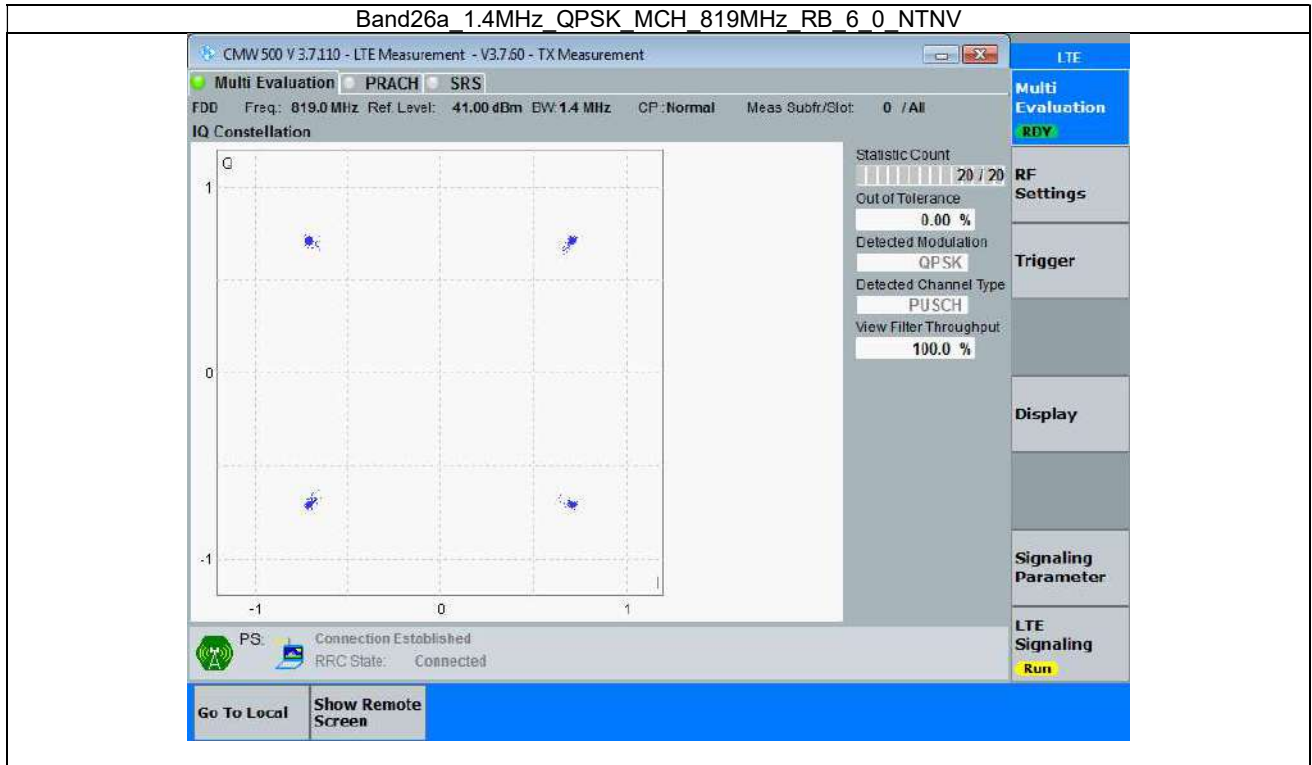 Band26a_1.4MHz_QPSK_MCH_819MHz_RB_6_0_NTNV
CMW 500 V 3.7.110 - LTE Measurement - V3.7.60 - TX Measurement
LTE
Multi Evaluation PRACH SRS
FDD Freq.: 819.0 MHz Ref. Level: 41.00 dBm BW: 1.4 MHz CP: Normal Meas Subfr./Slot: 0 / All
IQ Constellation
Q
1
0
-1
-1 0 1
I
Statistic Count
20 / 20
Out of Tolerance
0.00 %
Detected Modulation
QPSK
Detected Channel Type
PUSCH
View Filter Throughput
100.0 %
Multi
Evaluation
RDY
RF
Settings
Trigger
Display
Signaling
Parameter
LTE
Signaling
Run
PS: Connection Established
RRC State: Connected
Go To Local
Show Remote
Screen